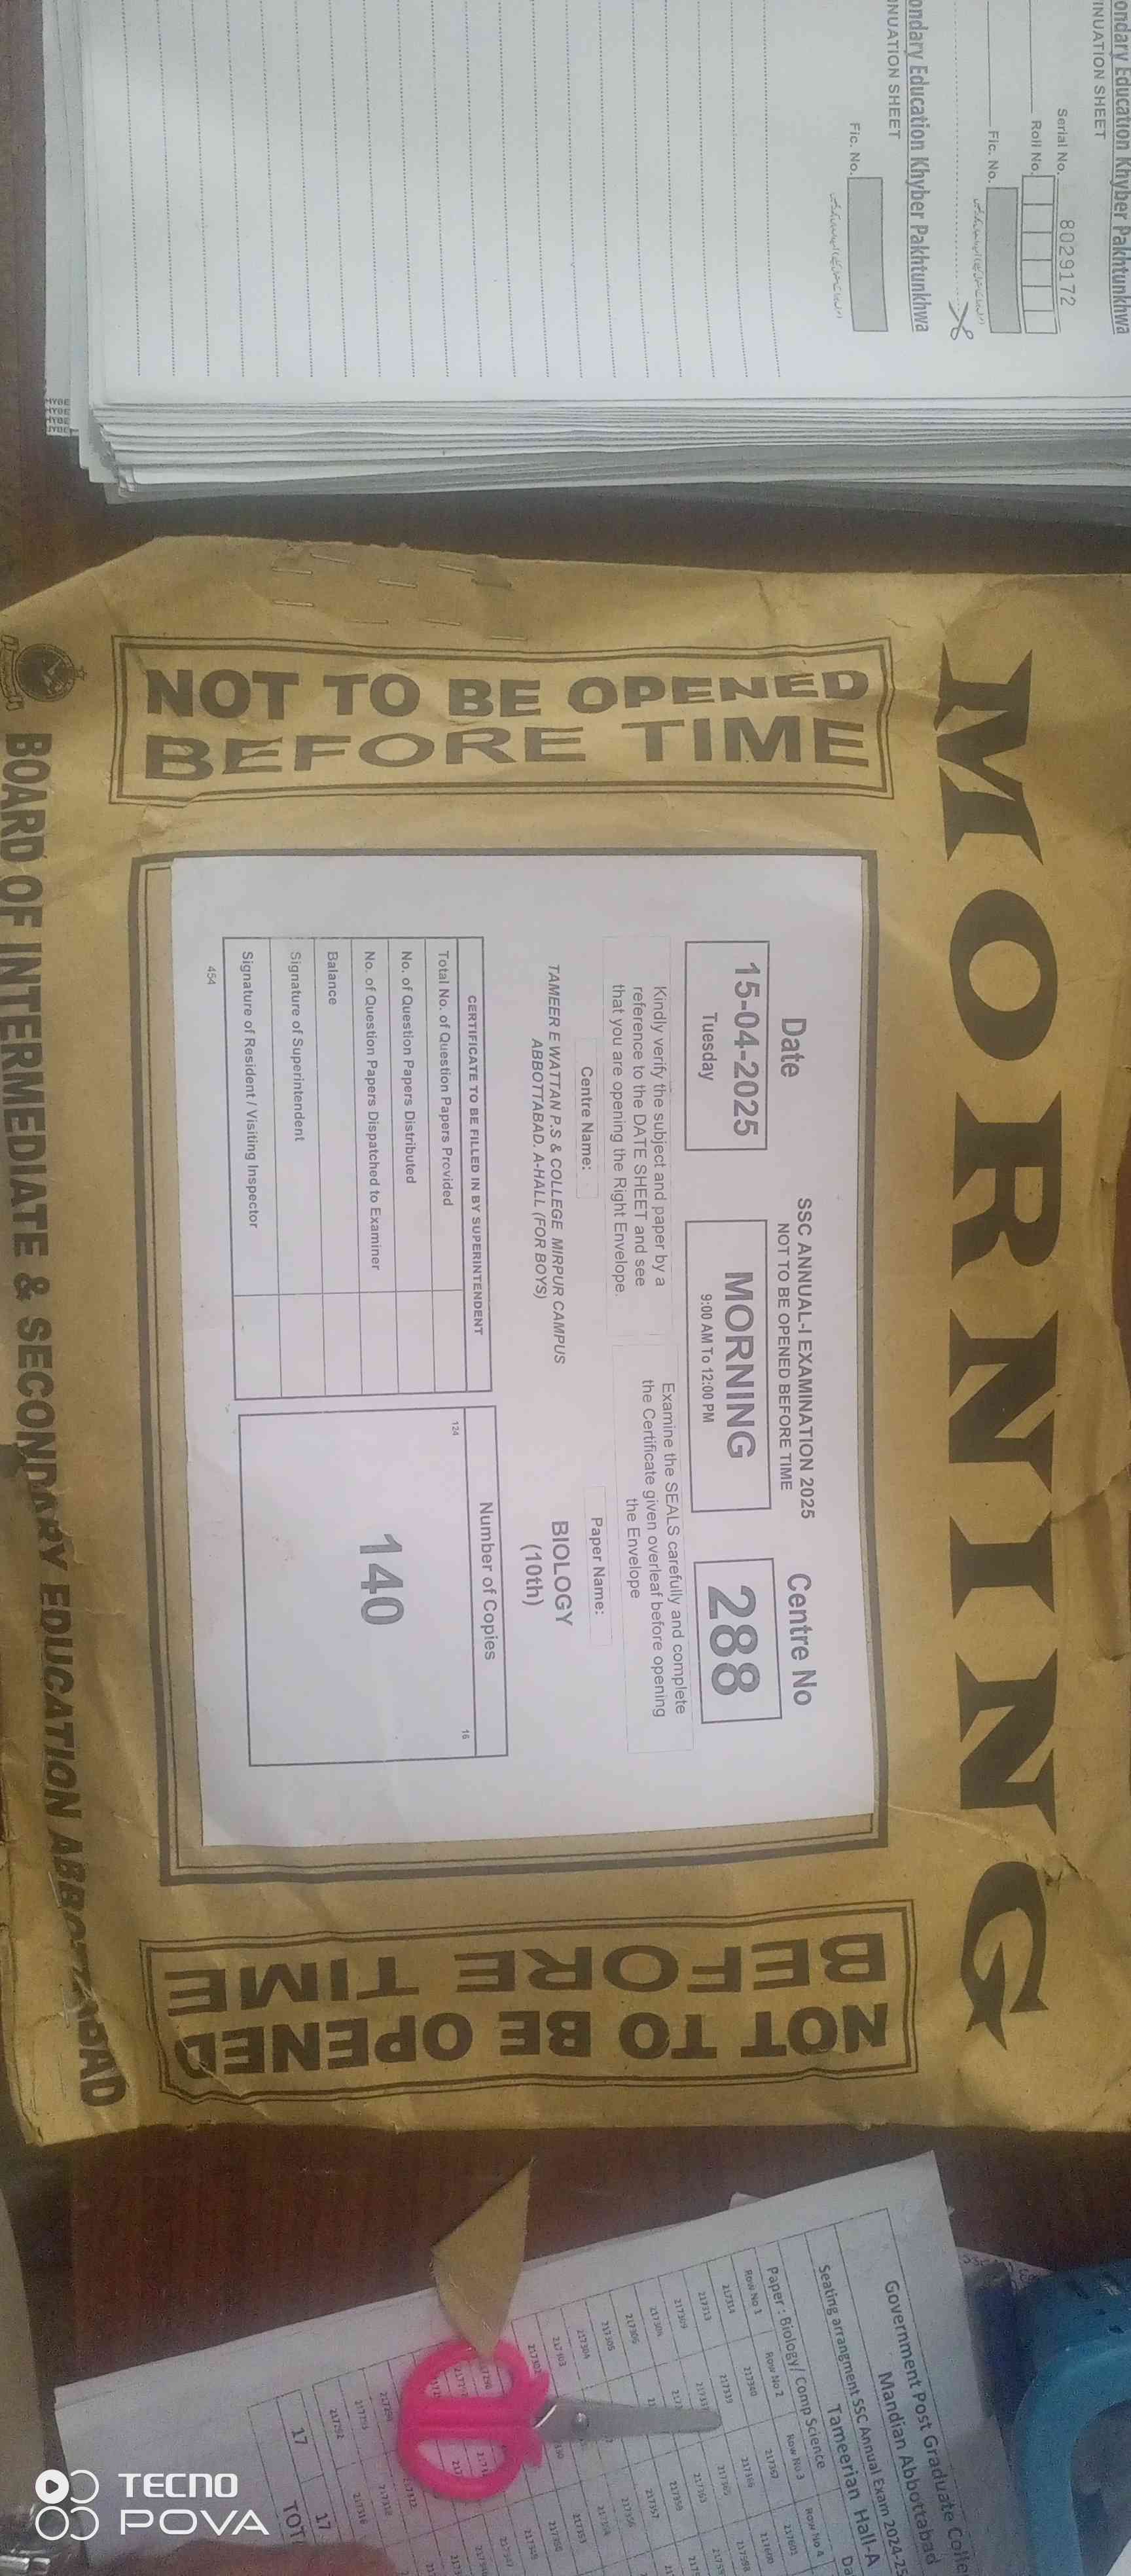 ondary Education Khyber Pakhtunkhwa
INUATION SHEET
Serial No. 8029172
Roll No.
Fic. No.
ondary Education Khyber Pakhtunkhwa
NUATION SHEET
Fic. No.
MORNING
NOT TO BE OPENED
BEFORE TIME
SSC ANNUAL-I EXAMINATION 2025
NOT TO BE OPENED BEFORE TIME
Date
15-04-2025
Tuesday
MORNING
9:00 AM To 12:00 PM
Centre No
288
Kindly verify the subject and paper by a
reference to the DATE SHEET and see
that you are opening the Right Envelope.
Examine the SEALS carefully and complete
the Certificate given overleaf before opening
the Envelope
Centre Name:
TAMEER E WATTAN P.S & COLLEGE MIRPUR CAMPUS
ABBOTTABAD. A-HALL (FOR BOYS)
Paper Name:
BIOLOGY
(10th)
CERTIFICATE TO BE FILLED IN BY SUPERINTENDENT
Total No. of Question Papers Provided
No. of Question Papers Distributed
No. of Question Papers Dispatched to Examiner
Balance
Signature of Superintendent
Signature of Resident / Visiting Inspector
454
Number of Copies
124
16
140
NOT TO BE OPENED
BEFORE TIME
BOARD OF INTERMEDIATE & SECONDARY EDUCATION ABBOTTABAD
Government Post Graduate Colle
Mandian Abbottabad
Seating arrangment SSC Annual Exam 2024-25
Tameerian Hall-A
Paper : Biology/ Comp Science
Row No 1
Row No 2
Row No 3
Row No 4
17
17
TOT
TECNO
POVA